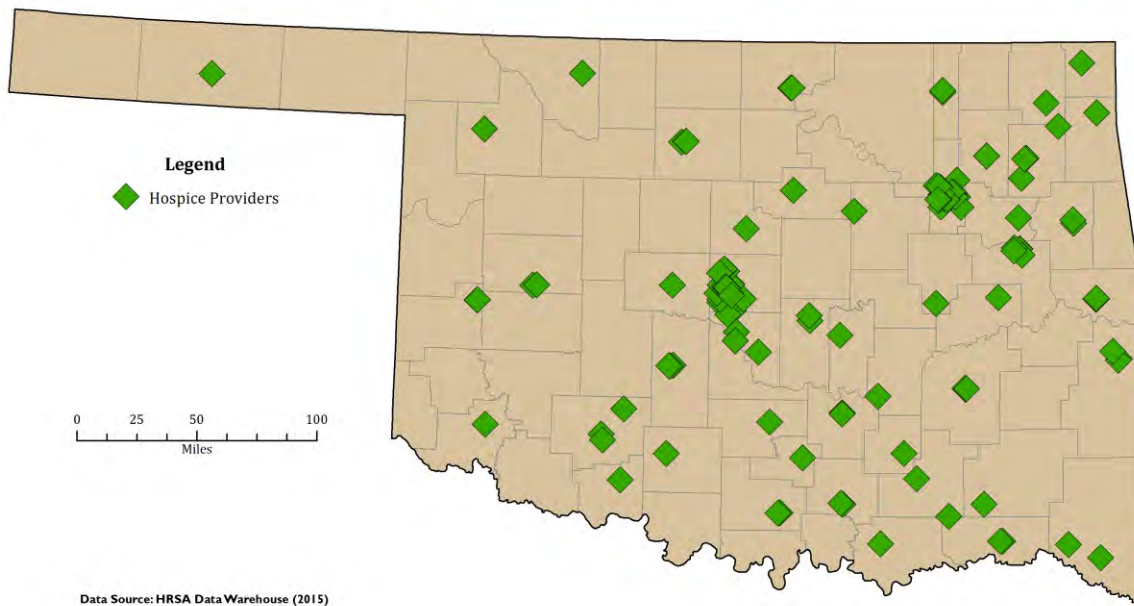 Legend
Hospice Providers
0 25 50 100
Miles
Data Source: HRSA Data Warehouse (2015)